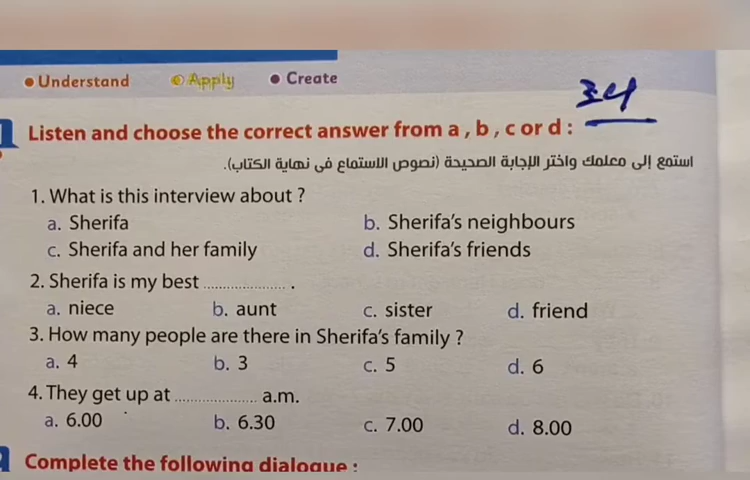 Understand Apply Create
34
Listen and choose the correct answer from a , b , c or d :
استمع إلى معلمك واختر الإجابة الصحيحة (نصوص الاستماع فى نهاية الكتاب).
1. What is this interview about ?
a. Sherifa b. Sherifa's neighbours
c. Sherifa and her family d. Sherifa's friends
2. Sherifa is my best .................... .
a. niece b. aunt c. sister d. friend
3. How many people are there in Sherifa's family ?
a. 4 b. 3 c. 5 d. 6
4. They get up at .................... a.m.
a. 6.00 b. 6.30 c. 7.00 d. 8.00
Complete the following dialogue :